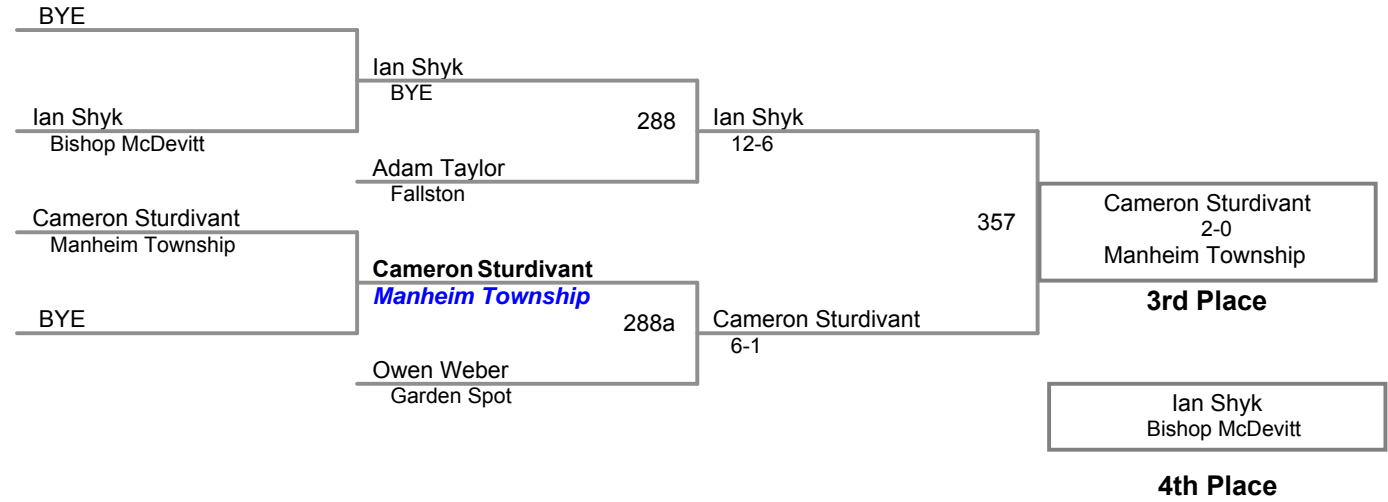 BYE
Ian Shyk
Bishop McDevitt
Cameron Sturdivant
Manheim Township
BYE
Ian Shyk
BYE
288
Adam Taylor
Fallston
Cameron Sturdivant
Manheim Township
288a
Owen Weber
Garden Spot
Ian Shyk
12-6
357
Cameron Sturdivant
6-1
Cameron Sturdivant
2-0
Manheim Township
3rd Place
Ian Shyk
Bishop McDevitt
4th Place